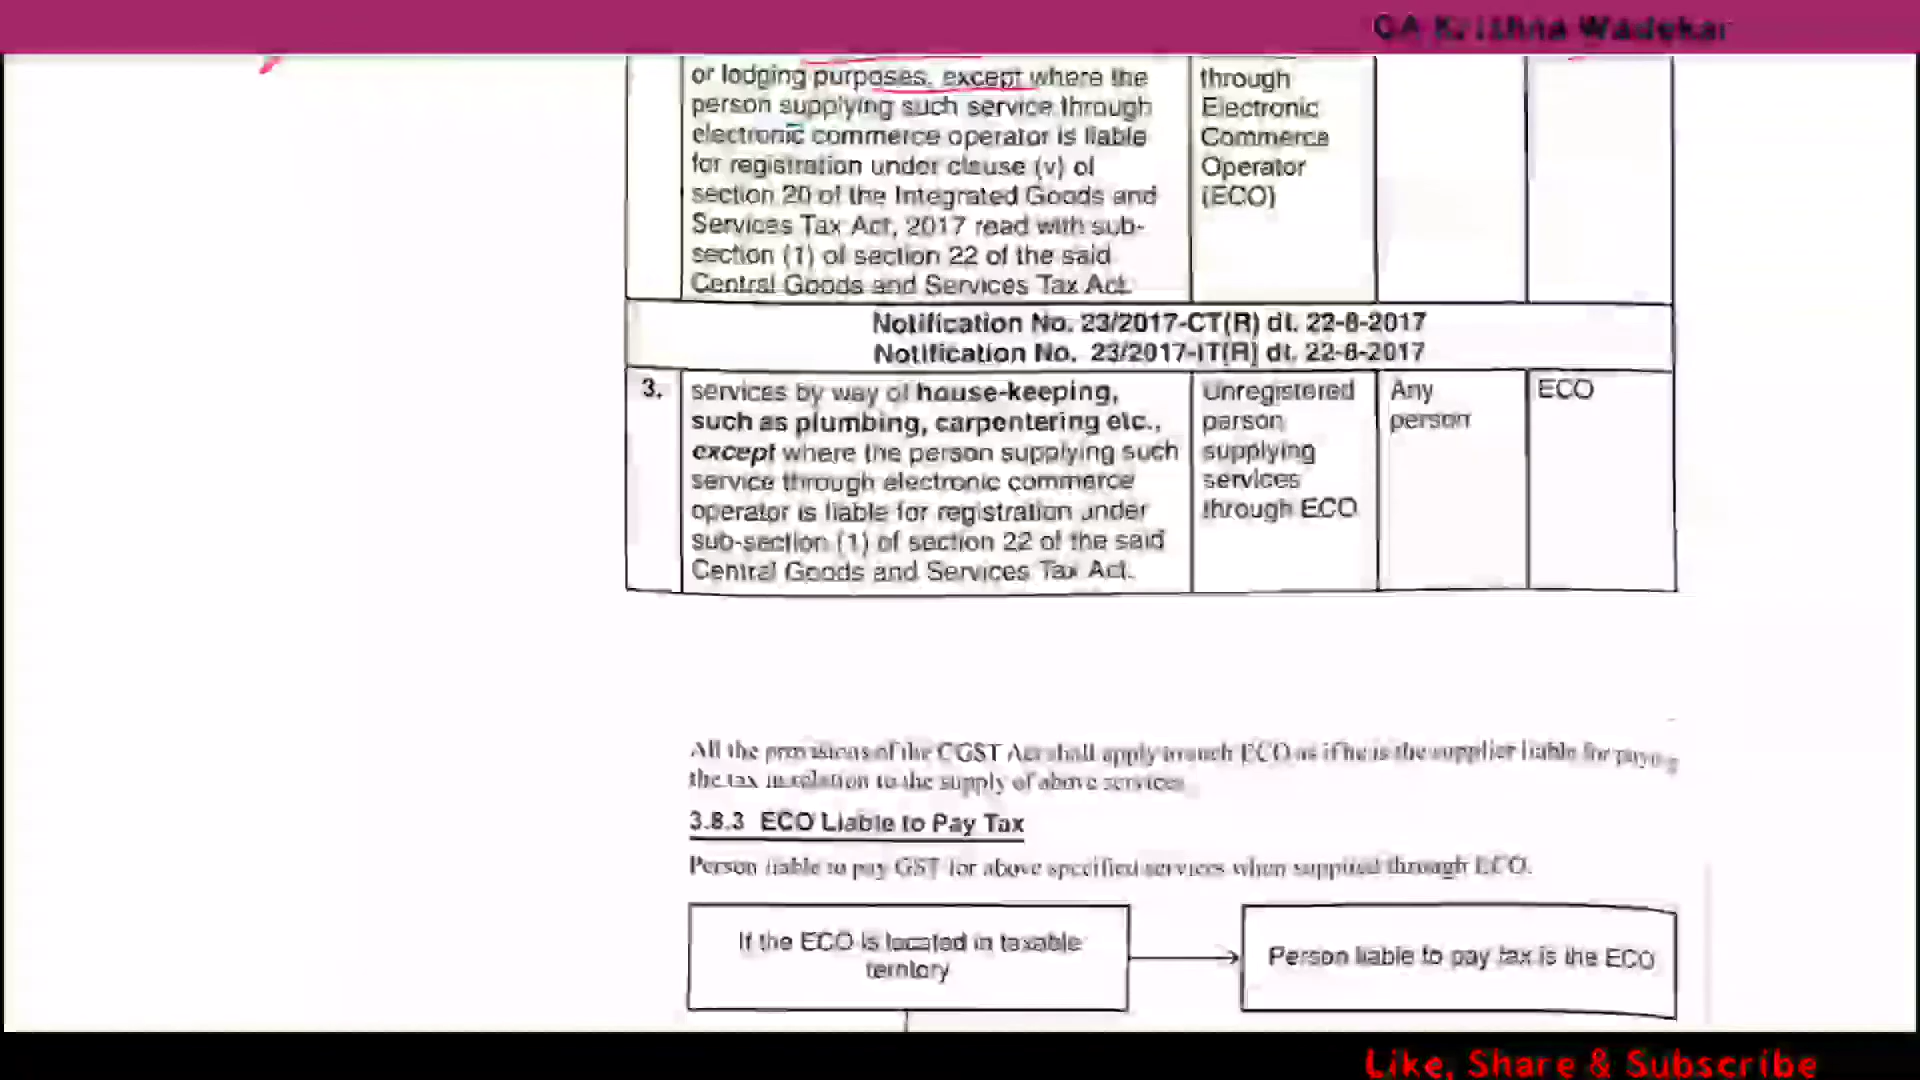 CA Krishna Wadekar
or lodging purposes, except where the
person supplying such service through
electronic commerce operator is liable
for registration under clause (v) of
section 20 of the Integrated Goods and
Services Tax Act, 2017 read with sub-
section (1) of section 22 of the said
Central Goods and Services Tax Act.
through
Electronic
Commerce
Operator
(ECO)
Notification No. 23/2017-CT(R) dt. 22-8-2017
Notification No. 23/2017-IT(R) dt. 22-8-2017
3.
services by way of house-keeping,
such as plumbing, carpentering etc.,
except where the person supplying such
service through electronic commerce
operator is liable for registration under
sub-section (1) of section 22 of the said
Central Goods and Services Tax Act.
Unregistered
person
supplying
services
through ECO
Any
person
ECO
All the provisions of the CGST Act shall apply to such ECO as if he is the supplier liable for paying
the tax in relation to the supply of above services
3.8.3 ECO Liable to Pay Tax
Person liable to pay GST for above specified services when supplied through ECO.
If the ECO is located in taxable
territory
Person liable to pay tax is the ECO
Like, Share & Subscribe